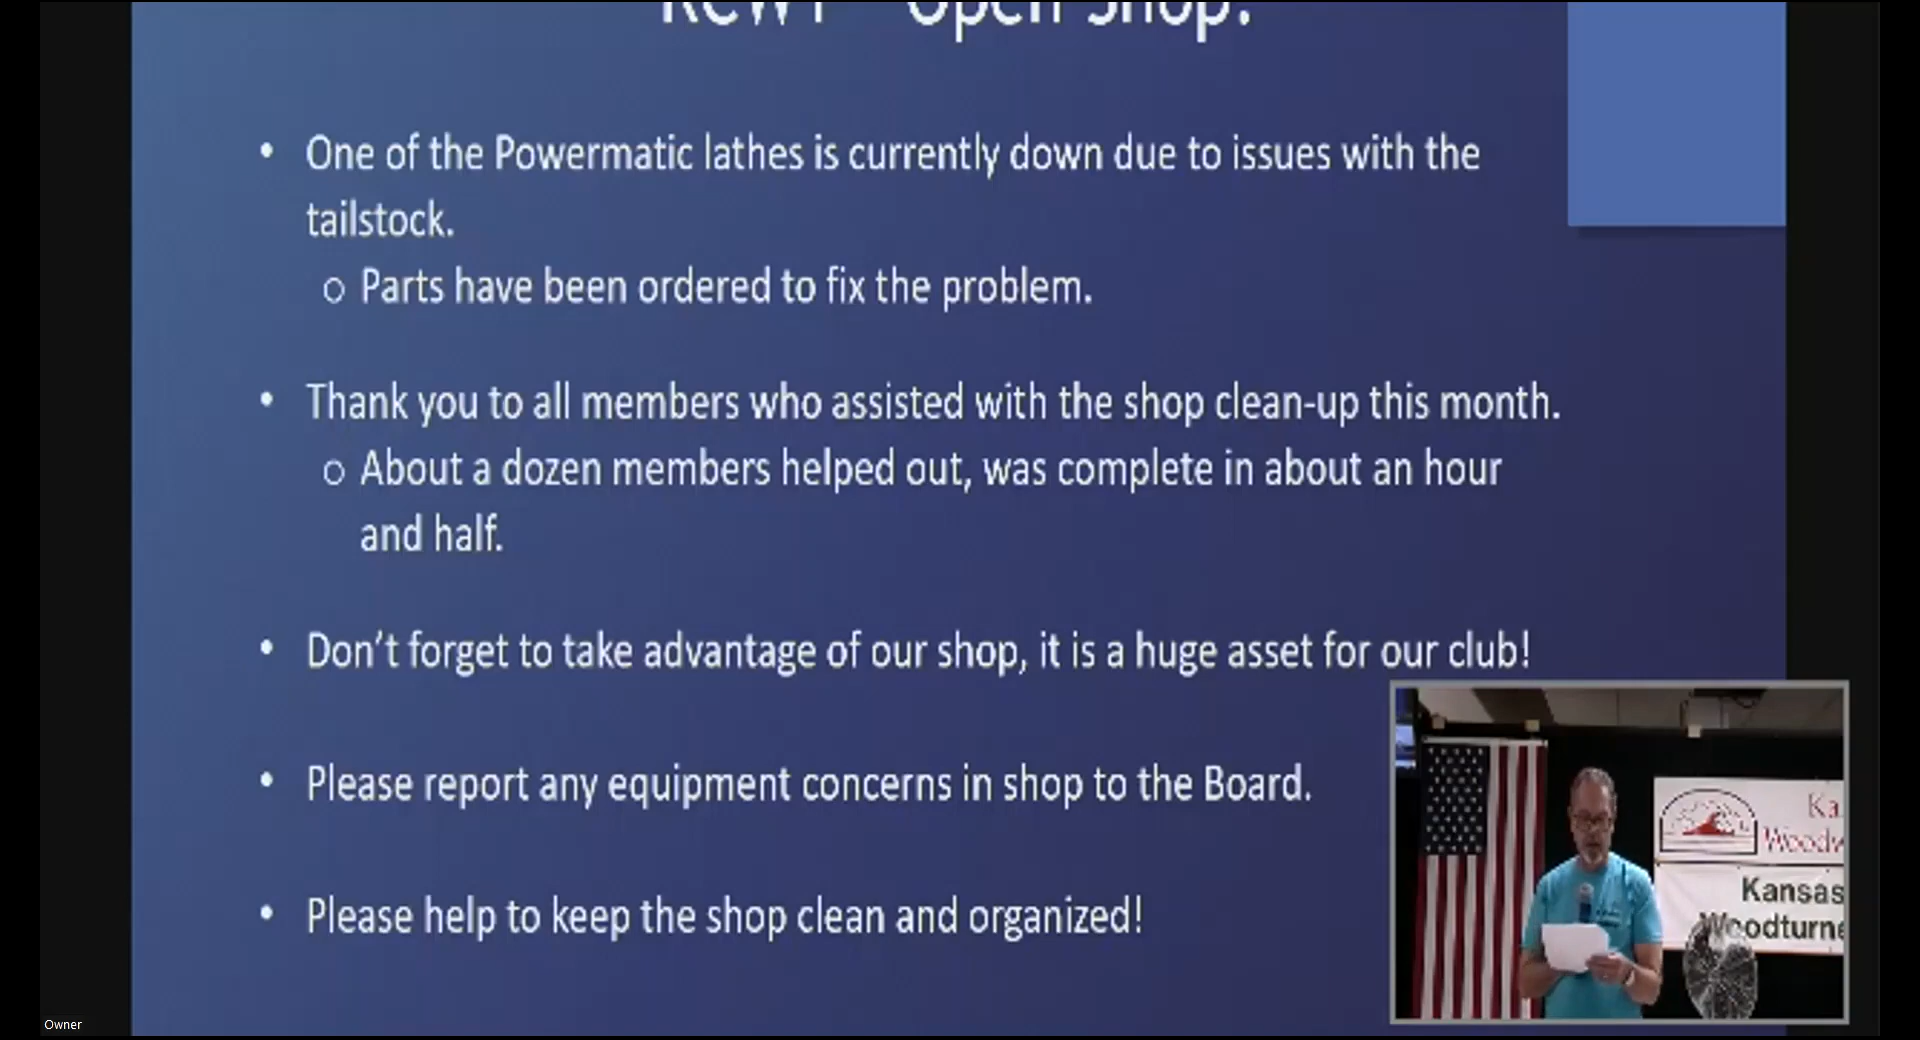 Open Shop:
• One of the Powermatic lathes is currently down due to issues with the
tailstock.
o Parts have been ordered to fix the problem.
• Thank you to all members who assisted with the shop clean-up this month.
o About a dozen members helped out, was complete in about an hour
and half.
• Don’t forget to take advantage of our shop, it is a huge asset for our club!
• Please report any equipment concerns in shop to the Board.
• Please help to keep the shop clean and organized!
Kansas
Owner